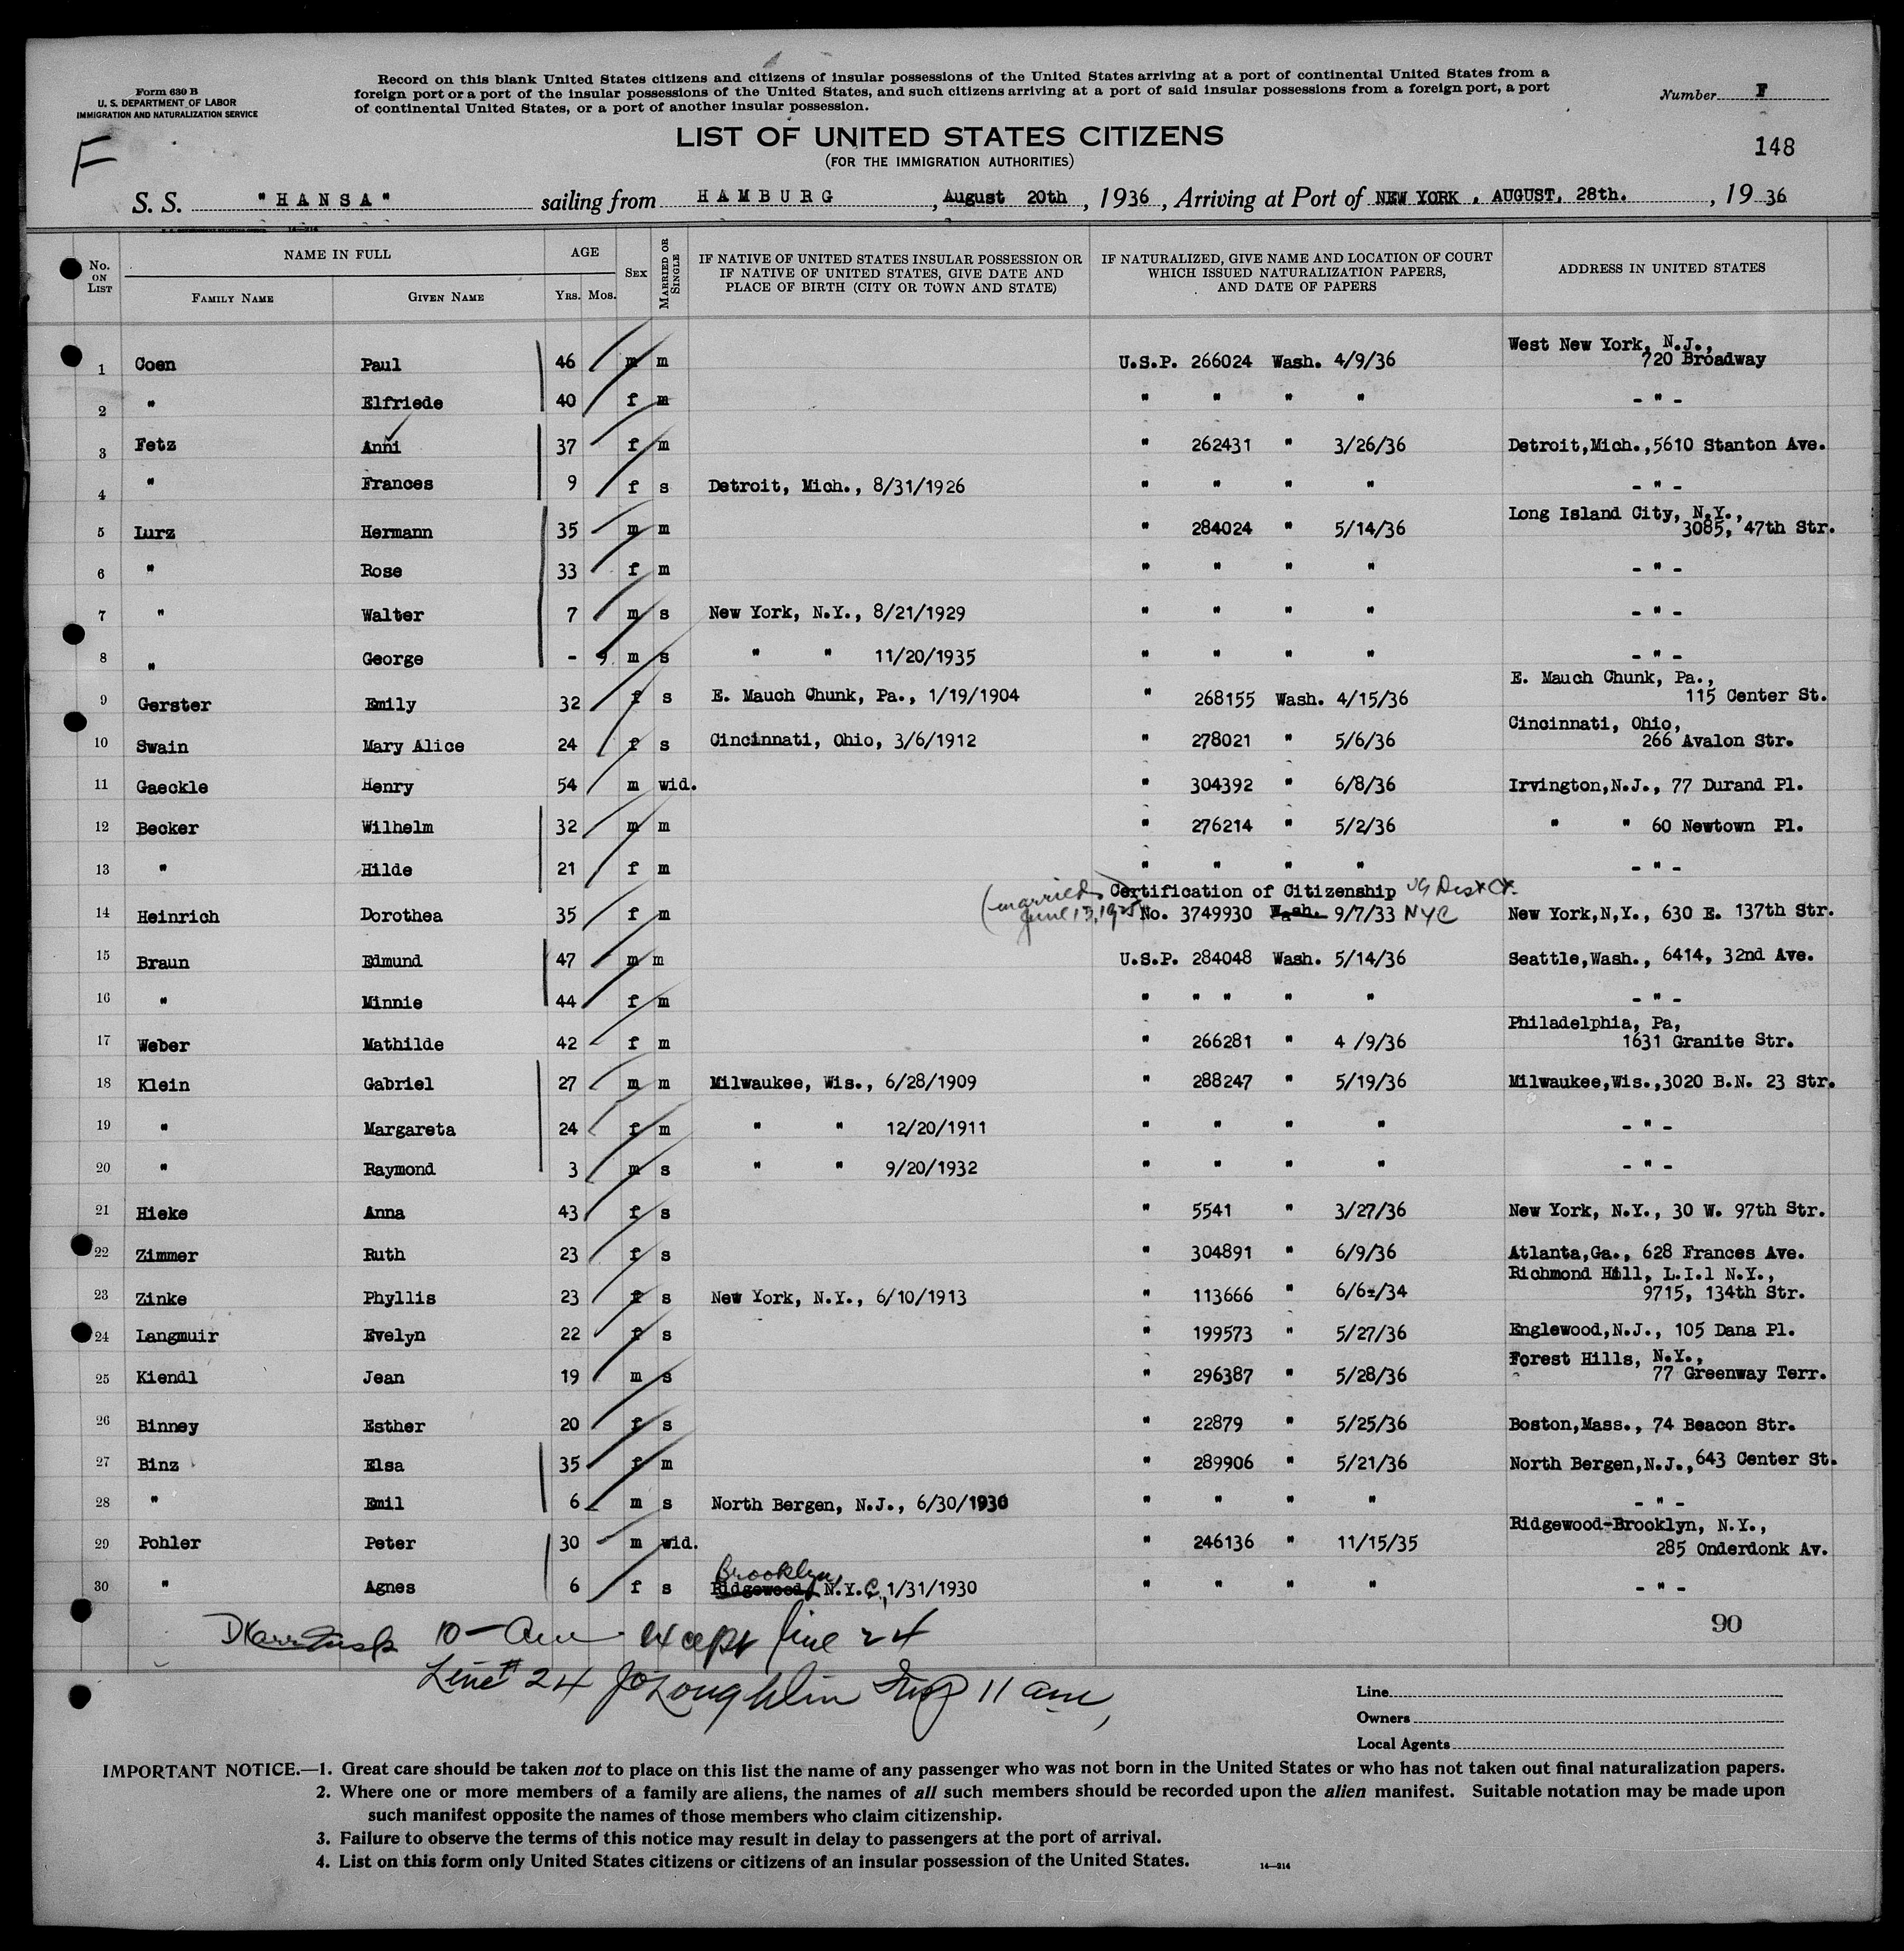 Form 630 B
U. S. DEPARTMENT OF LABOR
IMMIGRATION AND NATURALIZATION SERVICE
F
Record on this blank United States citizens and citizens of insular possessions of the United States arriving at a port of continental United States from a
foreign port or a port of the insular possessions of the United States, and such citizens arriving at a port of said insular possessions from a foreign port, a port
of continental United States, or a port of another insular possession.
Number F
148
LIST OF UNITED STATES CITIZENS
(FOR THE IMMIGRATION AUTHORITIES)
S. S. "HANSA" sailing from HAMBURG, August 20th, 1936, Arriving at Port of NEW YORK, AUGUST, 28th., 1936
No. ON LIST NAME IN FULL FAMILY NAME GIVEN NAME AGE YRS. MOS. SEX MARRIED OR SINGLE IF NATIVE OF UNITED STATES INSULAR POSSESSION OR IF NATIVE OF UNITED STATES, GIVE DATE AND PLACE OF BIRTH (CITY OR TOWN AND STATE) IF NATURALIZED, GIVE NAME AND LOCATION OF COURT WHICH ISSUED NATURALIZATION PAPERS, AND DATE OF PAPERS ADDRESS IN UNITED STATES
1 Coen Paul 46 m m U.S.P. 266024 Wash. 4/9/36 West New York, N.J., 720 Broadway
2 " Elfriede 40 f m " " " " - " -
3 Fetz Anni 37 f m " 262431 " 3/26/36 Detroit,Mich.,5610 Stanton Ave.
4 " Frances 9 f s Detroit, Mich., 8/31/1926 " " " " - " -
5 Lurz Hermann 35 m m " 284024 " 5/14/36 Long Island City, N.Y., 3085, 47th Str.
6 " Rose 33 f m " " " " - " -
7 " Walter 7 m s New York, N.Y., 8/21/1929 " " " " - " -
8 " George - 9 m s " " 11/20/1935 " " " " - " -
9 Gerster Emily 32 f s E. Mauch Chunk, Pa., 1/19/1904 " 268155 Wash. 4/15/36 E. Mauch Chunk, Pa., 115 Center St.
10 Swain Mary Alice 24 f s Cincinnati, Ohio, 3/6/1912 " 278021 " 5/6/36 Cincinnati, Ohio, 266 Avalon Str.
11 Gaeckle Henry 54 m wid. " 304392 " 6/8/36 Irvington,N.J., 77 Durand Pl.
12 Becker Wilhelm 32 m m " 276214 " 5/2/36 " " 60 Newtown Pl.
13 " Hilde 21 f m " " " " - " -
(married June 13, 1925) Certification of Citizenship US Dist Ct.
14 Heinrich Dorothea 35 f m No. 3749930 Wash. 9/7/33 NYC New York,N,Y., 630 E. 137th Str.
15 Braun Edmund 47 m m U.S.P. 284048 Wash. 5/14/36 Seattle,Wash., 6414, 32nd Ave.
16 " Minnie 44 f m " " " " " - " -
17 Weber Mathilde 42 f m " 266281 " 4 /9/36 Philadelphia, Pa, 1631 Granite Str.
18 Klein Gabriel 27 m m Milwaukee, Wis., 6/28/1909 " 288247 " 5/19/36 Milwaukee,Wis.,3020 B.N. 23 Str.
19 " Margareta 24 f m " " 12/20/1911 " " " " - " -
20 " Raymond 3 m s " " 9/20/1932 " " " " - " -
21 Hieke Anna 43 f s " 5541 " 3/27/36 New York, N.Y., 30 W. 97th Str.
22 Zimmer Ruth 23 f s " 304891 " 6/9/36 Atlanta,Ga., 628 Frances Ave.
23 Zinke Phyllis 23 f s New York, N.Y., 6/10/1913 " 113666 " 6/6/34 Richmond Hill, L.I.l N.Y., 9715, 134th Str.
24 Langmuir Evelyn 22 f s " 199573 " 5/27/36 Englewood,N.J., 105 Dana Pl.
25 Kiendl Jean 19 m s " 296387 " 5/28/36 Forest Hills, N.Y., 77 Greenway Terr.
26 Binney Esther 20 f s " 22879 " 5/25/36 Boston,Mass., 74 Beacon Str.
27 Binz Elsa 35 f m " 289906 " 5/21/36 North Bergen,N.J.,643 Center St.
28 " Emil 6 m s North Bergen, N.J., 6/30/1930 " " " " - " -
29 Pohler Peter 30 m wid. " 246136 " 11/15/35 Ridgewood-Brooklyn, N.Y., 285 Onderdonk Av.
30 " Agnes 6 f s Brooklyn, Ridgewood, N.Y.C., 1/31/1930 " " " " - " -
10-am except line 24
90
Line # 24 Insp 11 am,
Line
Owners
Local Agents
IMPORTANT NOTICE.—1. Great care should be taken not to place on this list the name of any passenger who was not born in the United States or who has not taken out final naturalization papers.
2. Where one or more members of a family are aliens, the names of all such members should be recorded upon the alien manifest. Suitable notation may be made upon
such manifest opposite the names of those members who claim citizenship.
3. Failure to observe the terms of this notice may result in delay to passengers at the port of arrival.
4. List on this form only United States citizens or citizens of an insular possession of the United States.
14—914